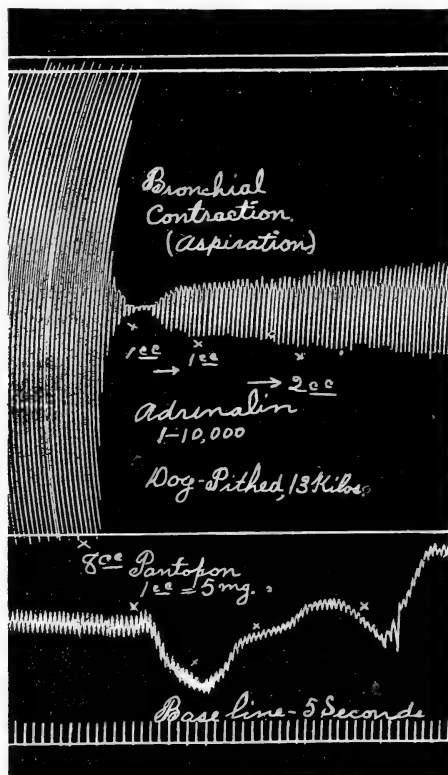 Bronchial
Contraction.
(Aspiration)
1cc → 1cc
→ 2cc
Adrenalin
1-10,000
Dog-Pithed, 13 Kilos.
8cc Pantopon
1cc = 5mg.
Base line - 5 Seconds